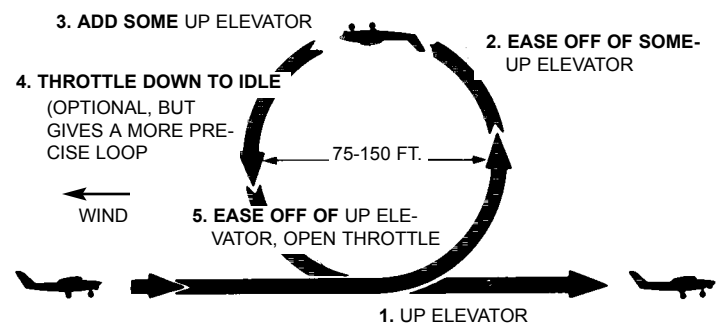 3. ADD SOME UP ELEVATOR
2. EASE OFF OF SOME-
UP ELEVATOR
4. THROTTLE DOWN TO IDLE
(OPTIONAL, BUT
GIVES A MORE PRE-
CISE LOOP
75-150 FT.
WIND
5. EASE OFF OF UP ELE-
VATOR, OPEN THROTTLE
1. UP ELEVATOR